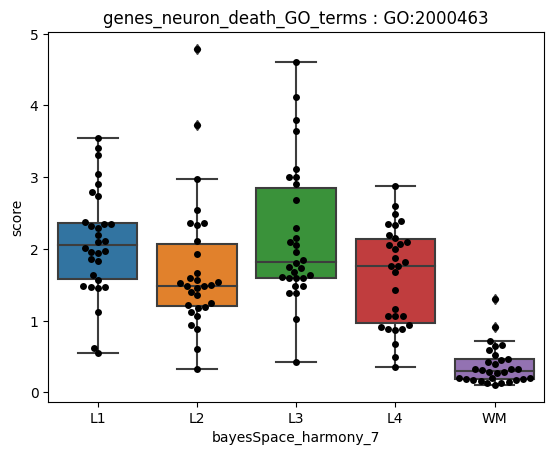 genes_neuron_death_GO_terms : GO:2000463
5
4
3
2
1
0
score
L1 L2 L3 L4 WM
bayesSpace_harmony_7